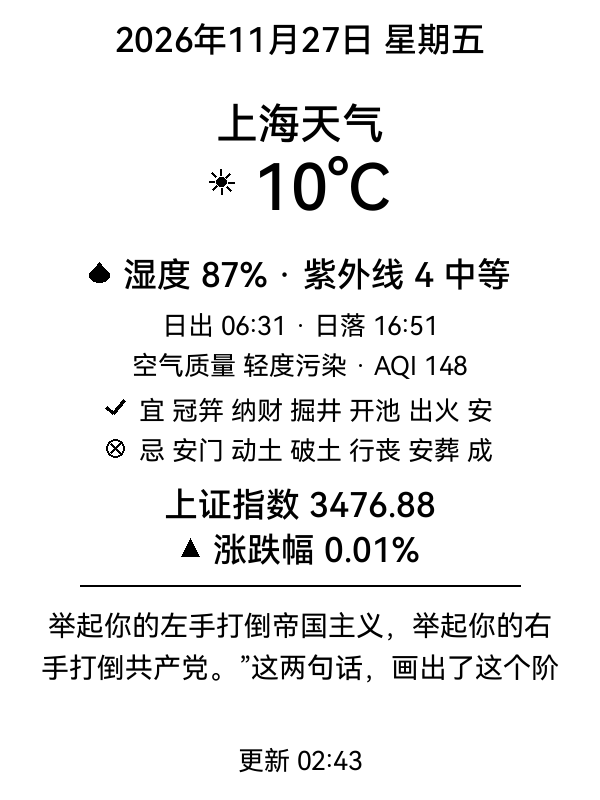 2026年11月27日 星期五
上海天气
10°C
湿度 87% · 紫外线 4 中等
日出 06:31 · 日落 16:51
空气质量 轻度污染 · AQI 148
宜 冠笄 纳财 掘井 开池 出火 安
忌 安门 动土 破土 行丧 安葬 成
上证指数 3476.88
▲ 涨跌幅 0.01%
举起你的左手打倒帝国主义，举起你的右
手打倒共产党。”这两句话，画出了这个阶
更新 02:43